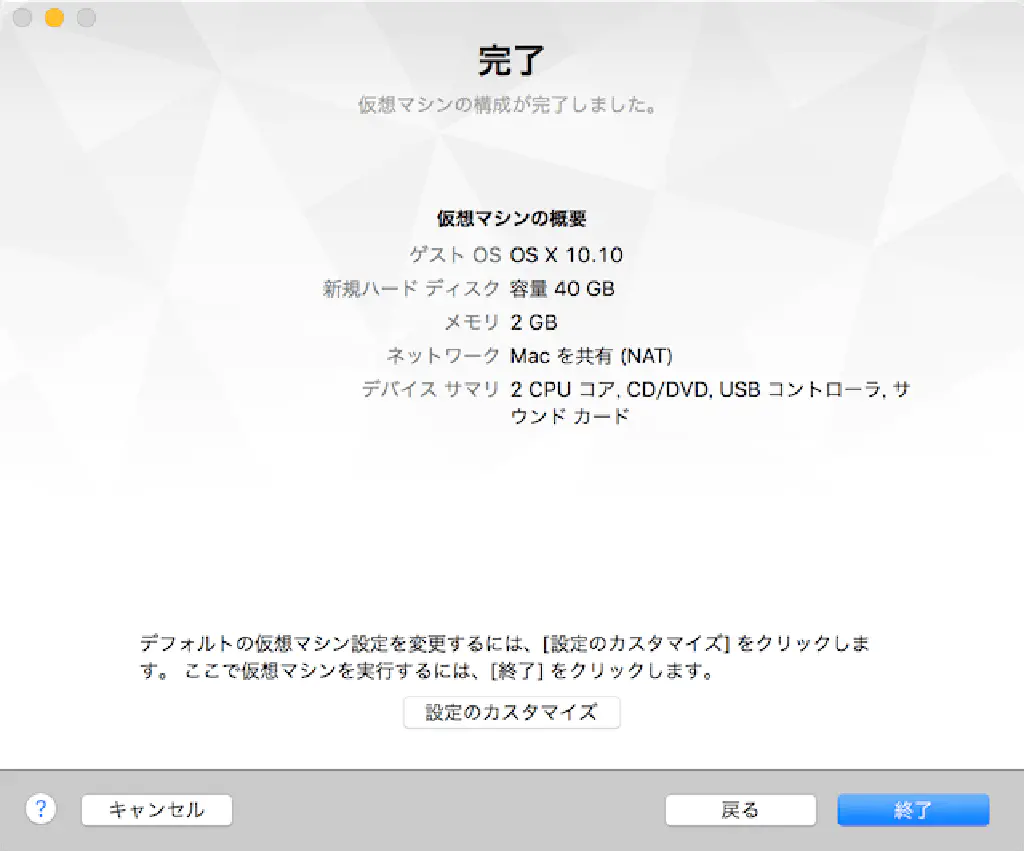 完了
仮想マシンの構成が完了しました。
仮想マシンの概要
ゲスト OS OS X 10.10
新規ハード ディスク 容量 40 GB
メモリ 2 GB
ネットワーク Mac を共有 (NAT)
デバイス サマリ 2 CPU コア, CD/DVD, USB コントローラ, サ
ウンド カード
デフォルトの仮想マシン設定を変更するには、[設定のカスタマイズ] をクリックしま
す。 ここで仮想マシンを実行するには、[終了] をクリックします。
設定のカスタマイズ
? キャンセル 戻る 終了